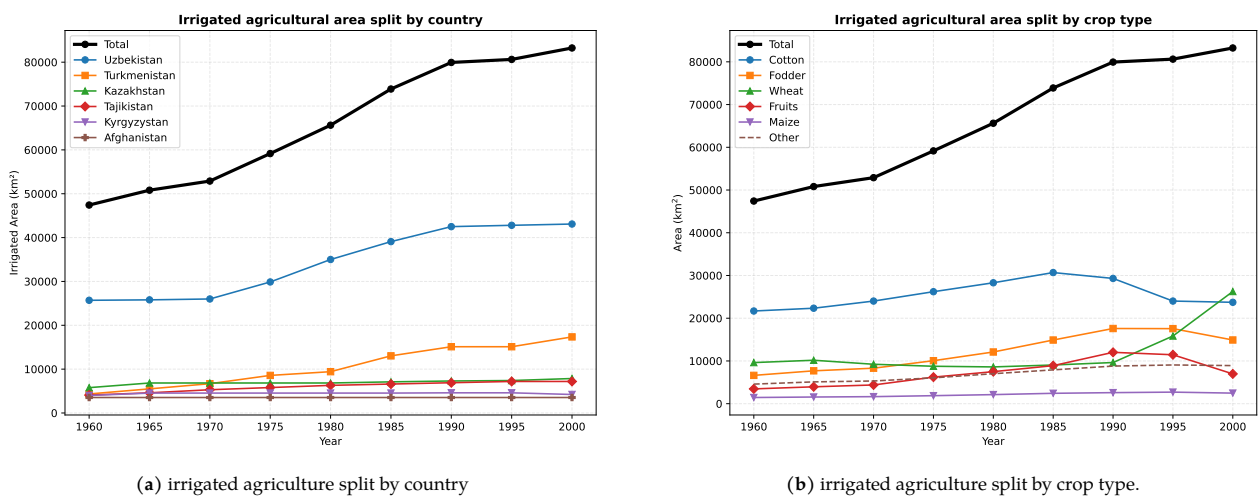 Irrigated agricultural area split by country
Total
Uzbekistan
Turkmenistan
Kazakhstan
Tajikistan
Kyrgyzystan
Afghanistan
80000
70000
60000
50000
40000
30000
20000
10000
0
Irrigated Area (km²)
1960 1965 1970 1975 1980 1985 1990 1995 2000
Year
(a) irrigated agriculture split by country
Irrigated agricultural area split by crop type
Total
Cotton
Fodder
Wheat
Fruits
Maize
Other
80000
70000
60000
50000
40000
30000
20000
10000
0
Area (km²)
1960 1965 1970 1975 1980 1985 1990 1995 2000
Year
(b) irrigated agriculture split by crop type.